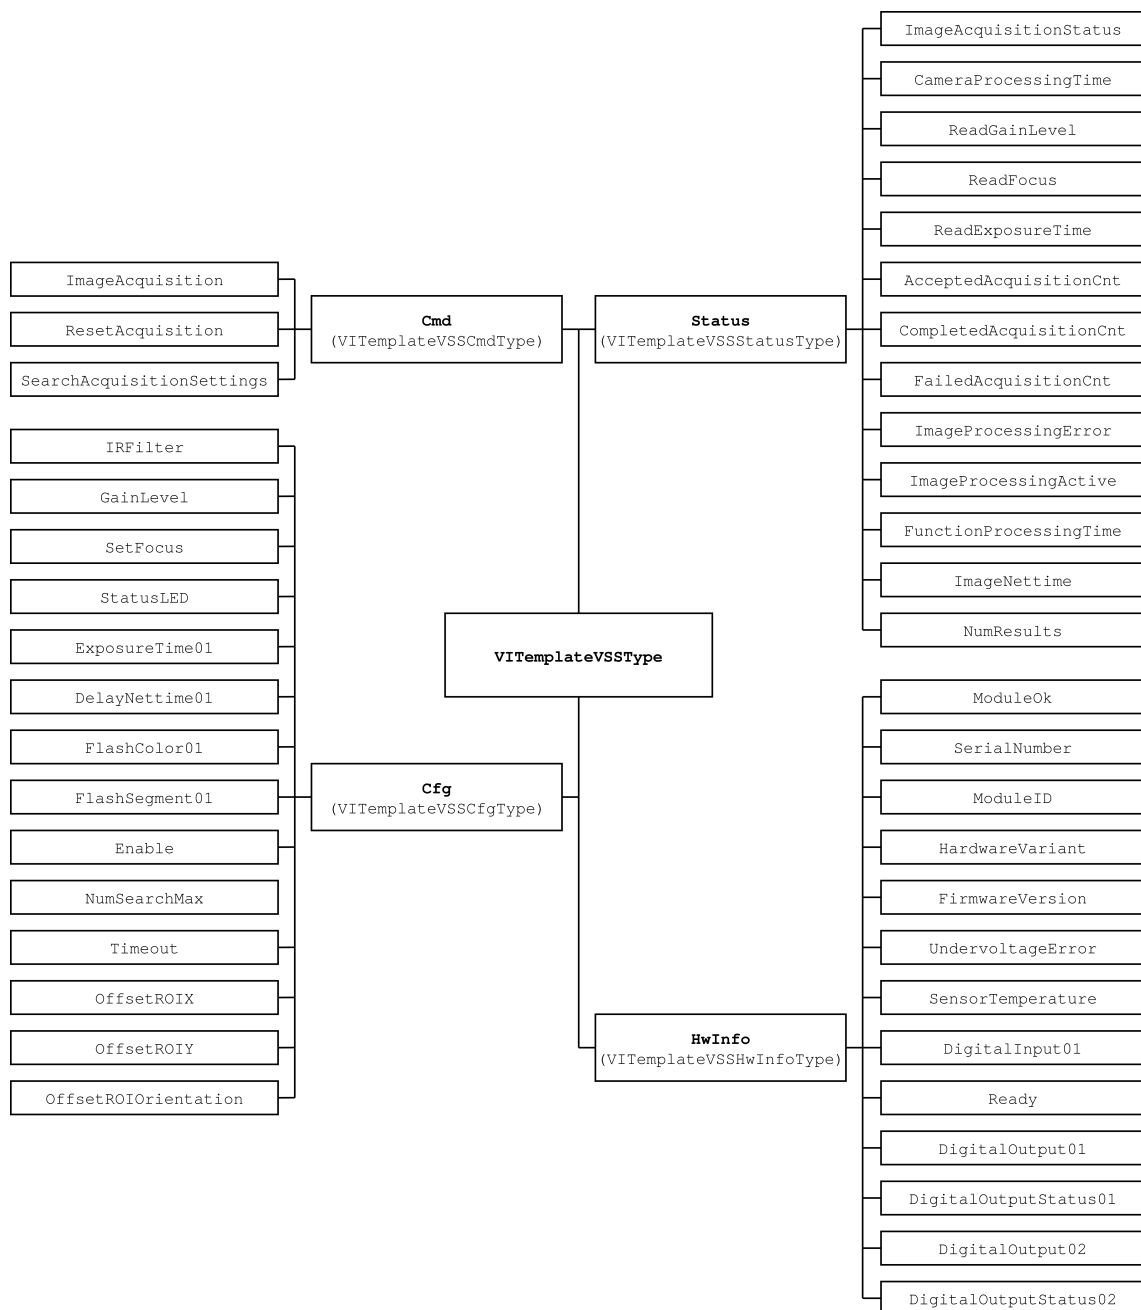 ImageAcquisition
ResetAcquisition
SearchAcquisitionSettings
Cmd
(VITemplateVSSCmdType)
Status
(VITemplateVSSStatusType)
ImageAcquisitionStatus
CameraProcessingTime
ReadGainLevel
ReadFocus
ReadExposureTime
AcceptedAcquisitionCnt
CompletedAcquisitionCnt
FailedAcquisitionCnt
ImageProcessingError
ImageProcessingActive
FunctionProcessingTime
ImageNettime
NumResults
VITemplateVSSType
IRFilter
GainLevel
SetFocus
StatusLED
ExposureTime01
DelayNettime01
FlashColor01
FlashSegment01
Enable
NumSearchMax
Timeout
OffsetROIX
OffsetROIY
OffsetROIOrientation
Cfg
(VITemplateVSSCfgType)
HwInfo
(VITemplateVSSHwInfoType)
ModuleOk
SerialNumber
ModuleID
HardwareVariant
FirmwareVersion
UndervoltageError
SensorTemperature
DigitalInput01
Ready
DigitalOutput01
DigitalOutputStatus01
DigitalOutput02
DigitalOutputStatus02